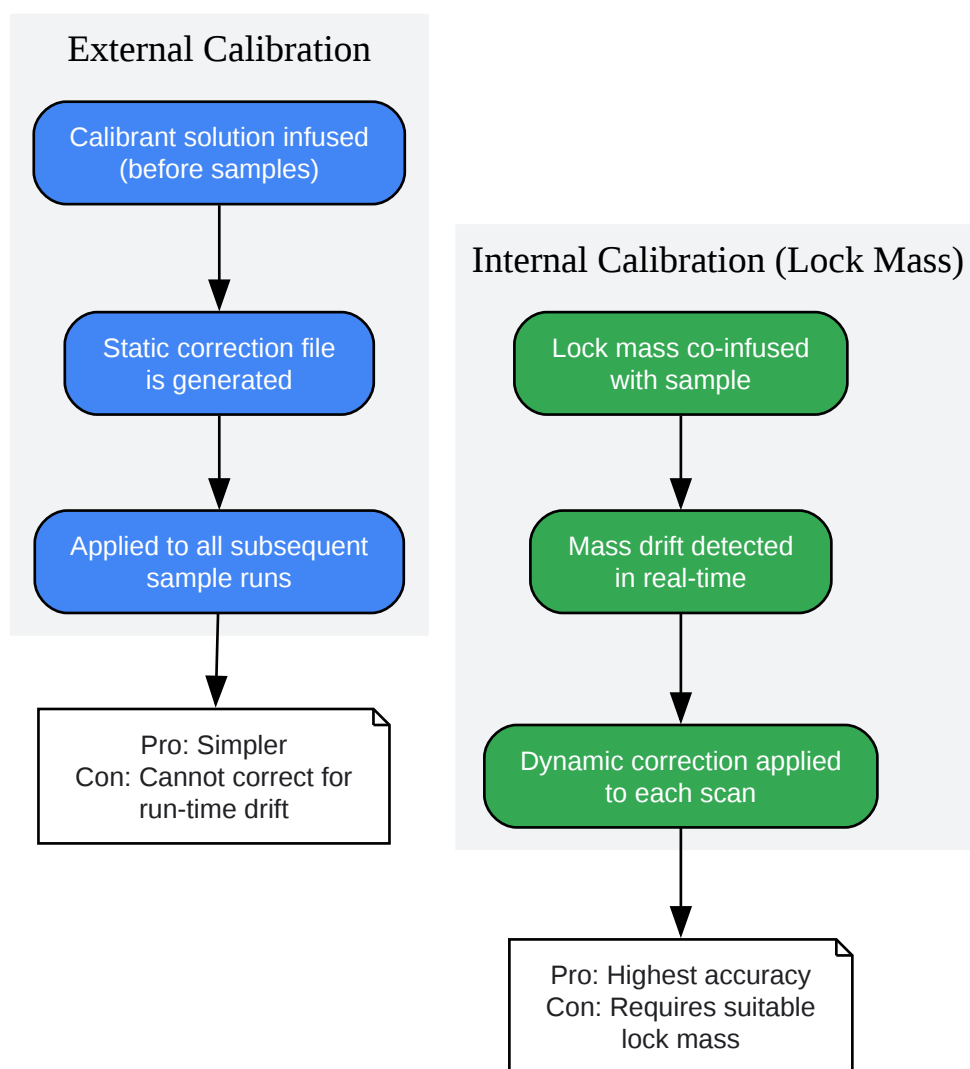 External Calibration
Calibrant solution infused
(before samples)
Static correction file
is generated
Applied to all subsequent
sample runs
Pro: Simpler
Con: Cannot correct for
run-time drift
Internal Calibration (Lock Mass)
Lock mass co-infused
with sample
Mass drift detected
in real-time
Dynamic correction applied
to each scan
Pro: Highest accuracy
Con: Requires suitable
lock mass